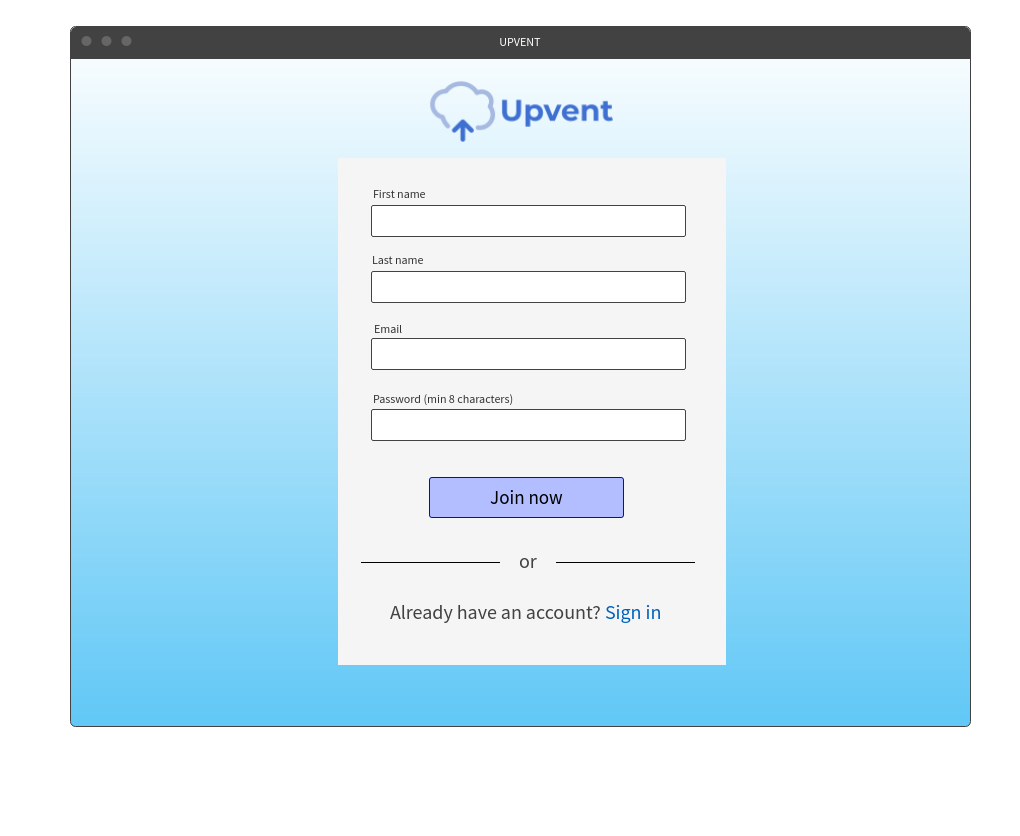 UPVENT
Upvent
First name
Last name
Email
Password (min 8 characters)
Join now
or
Already have an account? Sign in